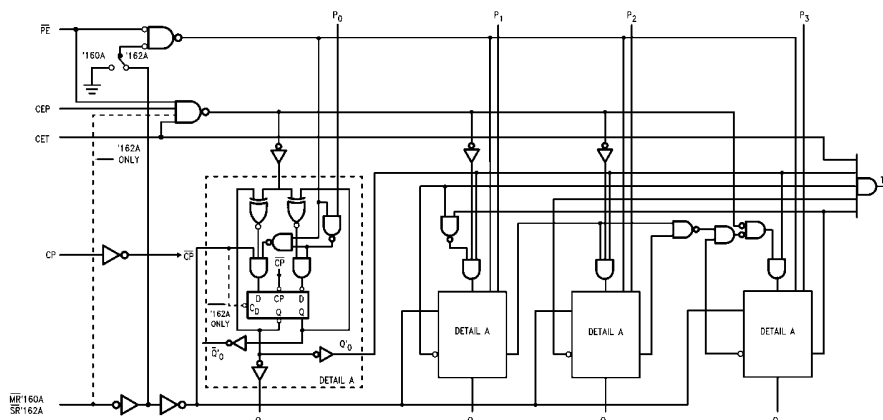 P0
P1
P2
P3
PE
'160A
'162A
CEP
CET
'162A
ONLY
CP
CP
CP
D
CP
D
CD
Q
Q
'162A
ONLY
Q'0
Q'0
DETAIL A
DETAIL A
DETAIL A
DETAIL A
MR'160A
SR'162A